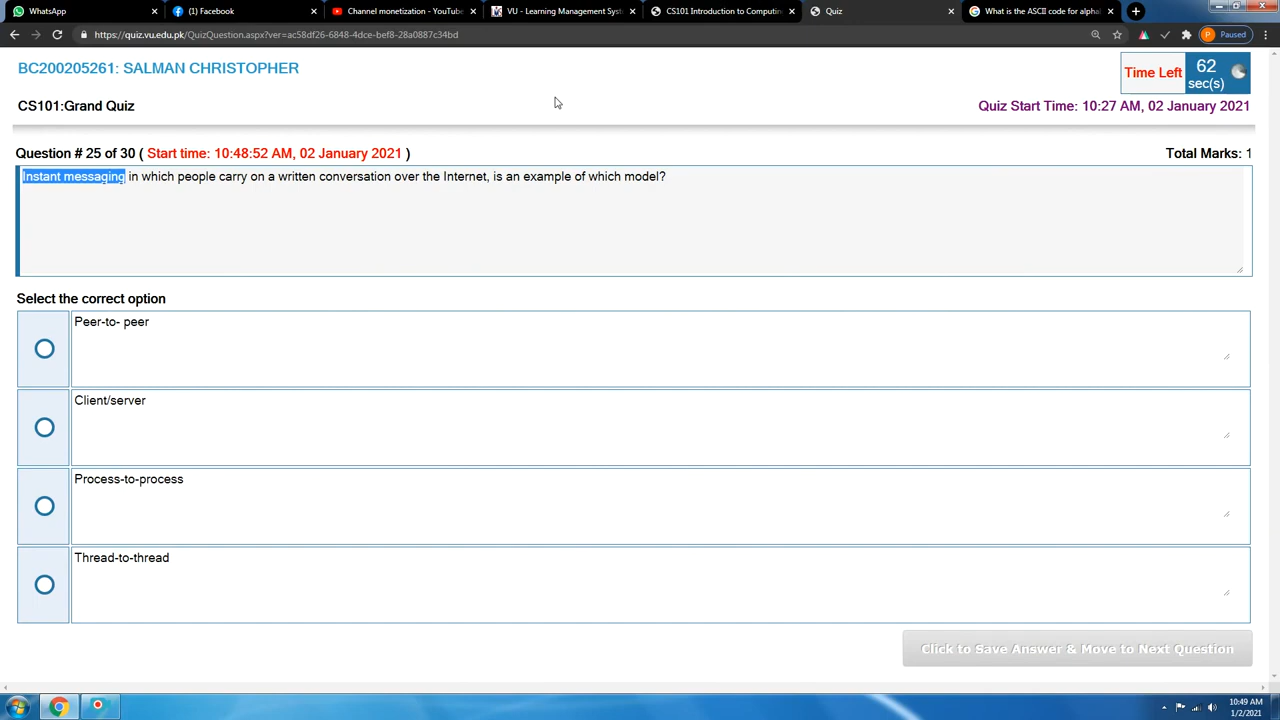 WhatsApp
(1) Facebook
Channel monetization - YouTube
VU - Learning Management Syst
CS101 Introduction to Computin
Quiz
What is the ASCII code for alpha
https://quiz.vu.edu.pk/QuizQuestion.aspx?ver=ac58df26-6848-4dce-bef8-28a0887c34bd
P Paused
BC200205261: SALMAN CHRISTOPHER
Time Left 62 sec(s)
CS101:Grand Quiz
Quiz Start Time: 10:27 AM, 02 January 2021
Question # 25 of 30 ( Start time: 10:48:52 AM, 02 January 2021 )
Total Marks: 1
Instant messaging in which people carry on a written conversation over the Internet, is an example of which model?
Select the correct option
Peer-to- peer
Client/server
Process-to-process
Thread-to-thread
Click to Save Answer & Move to Next Question
10:49 AM
1/2/2021